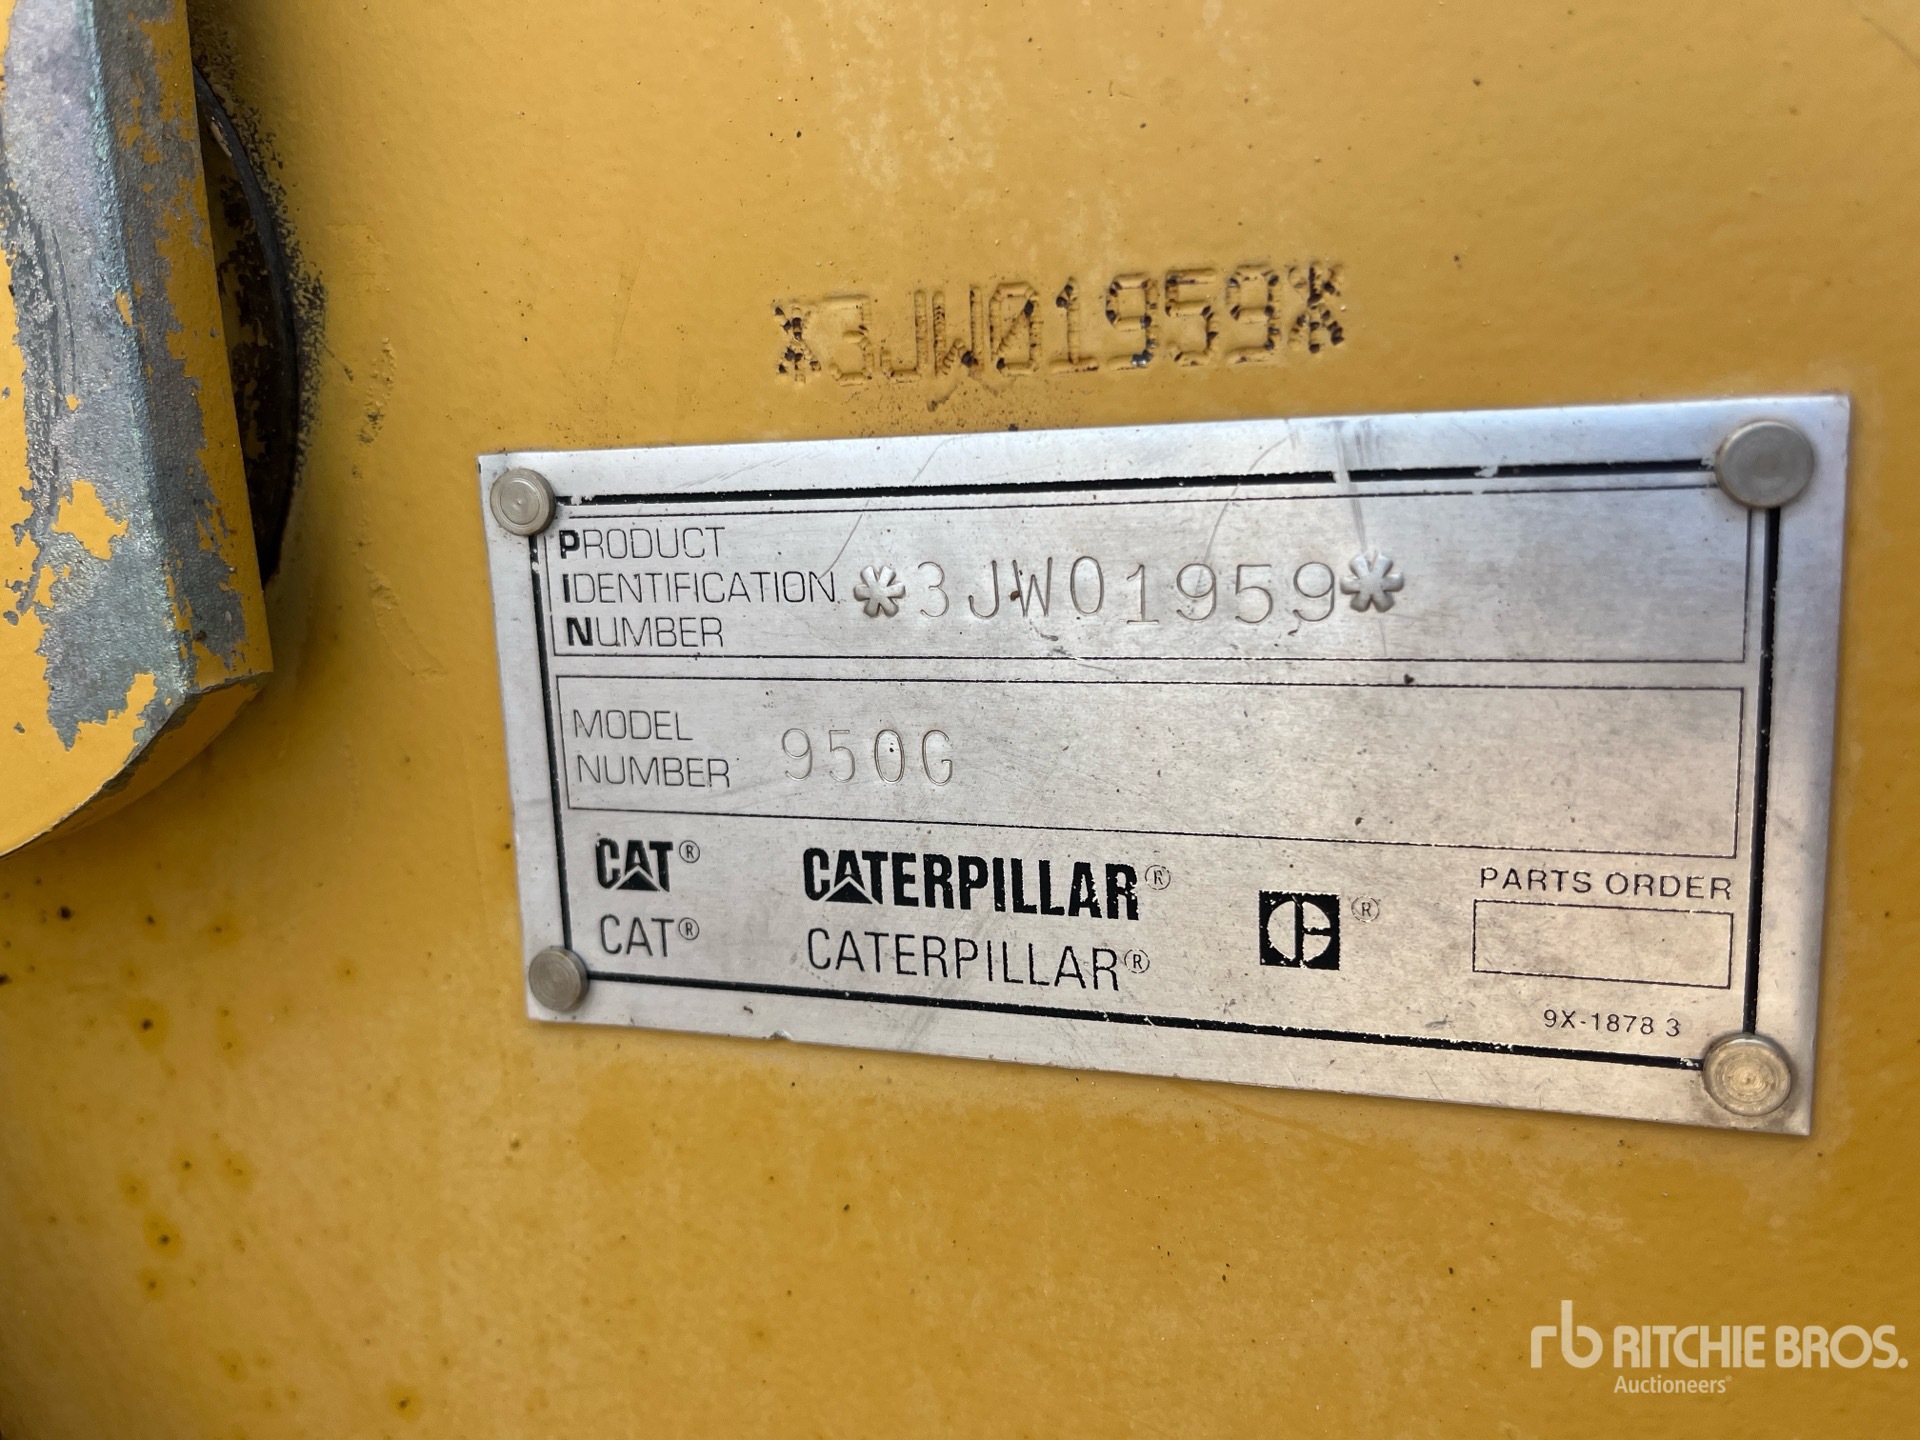 *3JW01959*
PRODUCT
IDENTIFICATION
NUMBER
*3JW01959*
MODEL
NUMBER
950G
CAT®
CATERPILLAR®
®
PARTS ORDER
CAT®
CATERPILLAR®
9X-1878 3
rb RITCHIE BROS.
Auctioneers®